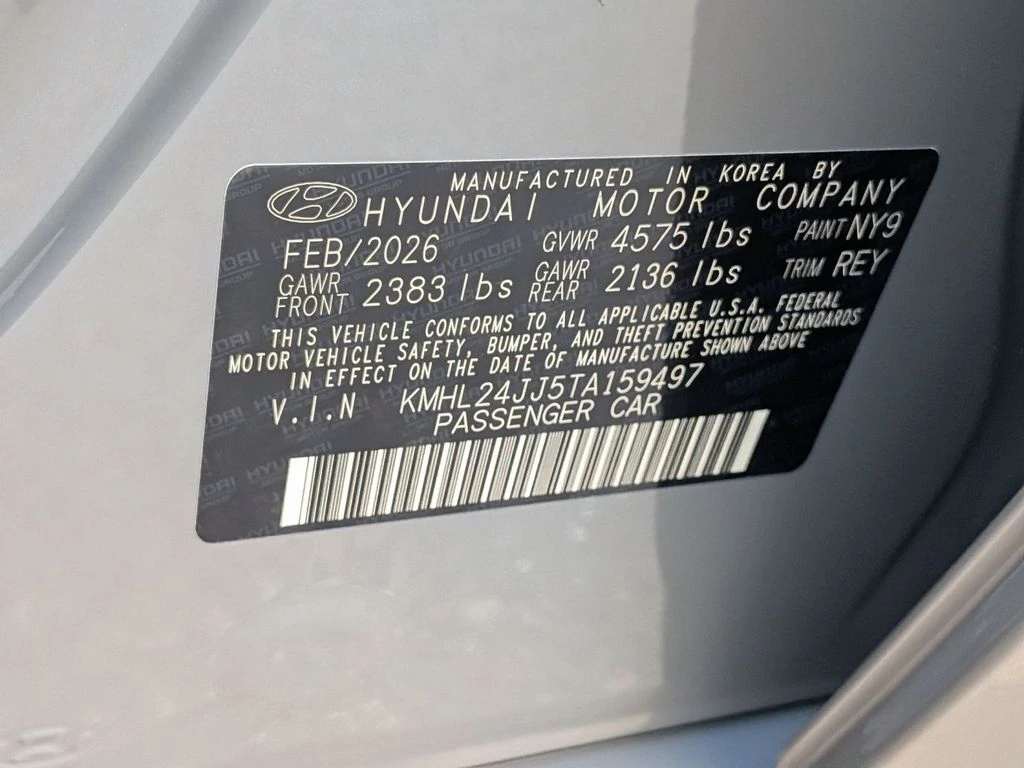 MANUFACTURED IN KOREA BY
HYUNDAI MOTOR COMPANY
FEB/2026 GVWR 4575 lbs PAINT NY9
GAWR FRONT 2383 lbs GAWR REAR 2136 lbs TRIM REY
THIS VEHICLE CONFORMS TO ALL APPLICABLE U.S.A. FEDERAL
MOTOR VEHICLE SAFETY, BUMPER, AND THEFT PREVENTION STANDARDS
IN EFFECT ON THE DATE OF MANUFACTURE SHOWN ABOVE
V.I.N KMHL24JJ5TA159497
PASSENGER CAR